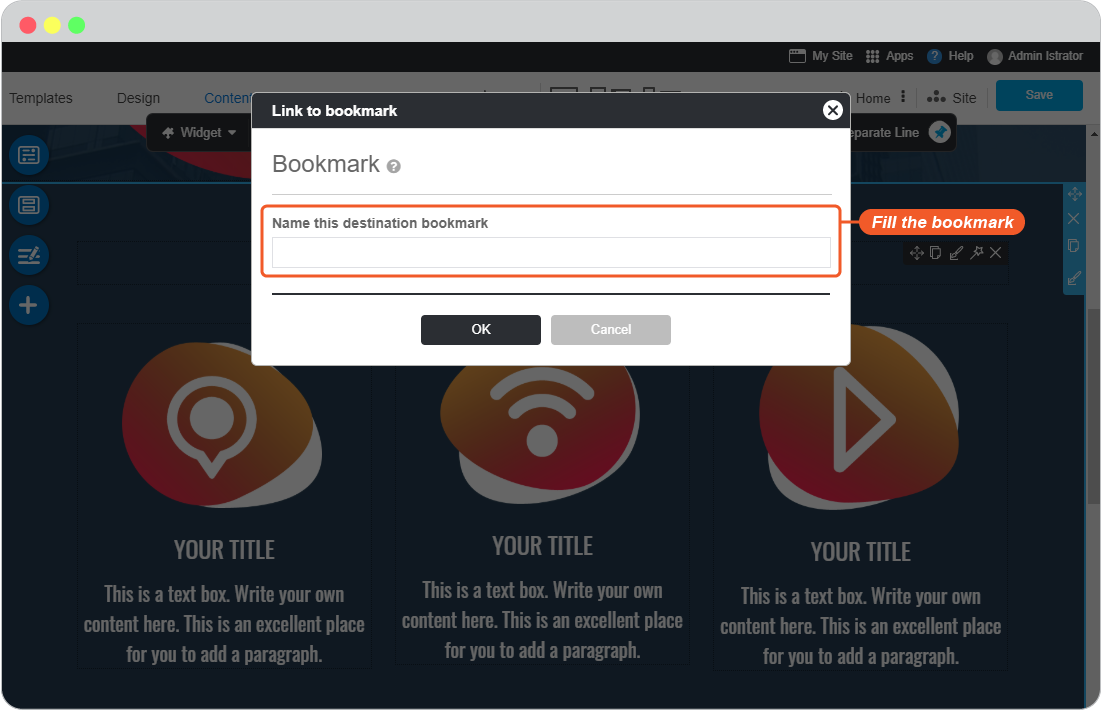 My Site Apps ? Help Admin Istrator
Templates Design Content Home Site Save
Link to bookmark
Widget
eparate Line
Bookmark ?
Name this destination bookmark
Fill the bookmark
OK Cancel
YOUR TITLE YOUR TITLE YOUR TITLE
This is a text box. Write your own
content here. This is an excellent place
for you to add a paragraph.
This is a text box. Write your own
content here. This is an excellent place
for you to add a paragraph.
This is a text box. Write your own
content here. This is an excellent place
for you to add a paragraph.